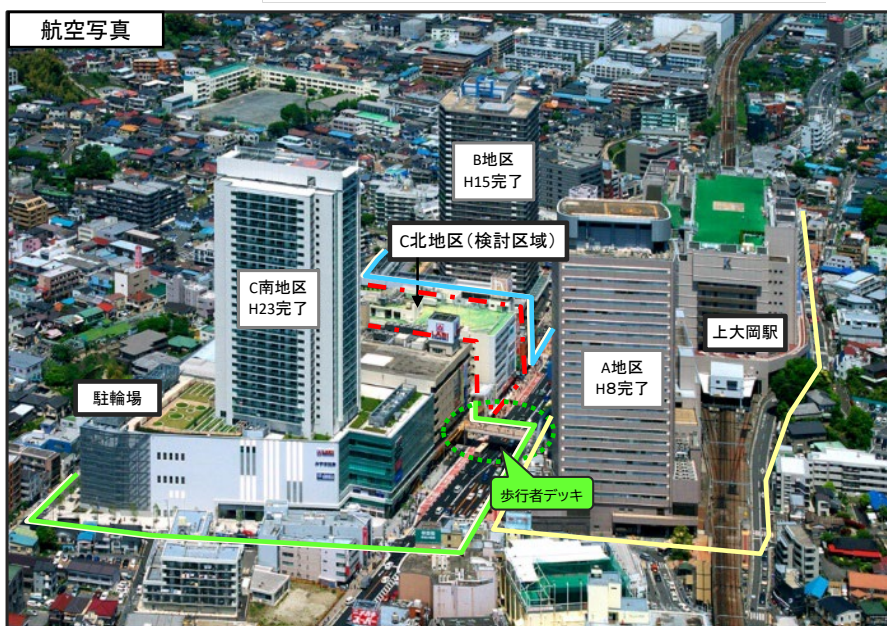 航空写真
B地区
H15完了
C北地区(検討区域)
C南地区
H23完了
上大岡駅
A地区
H8完了
駐輪場
歩行者デッキ